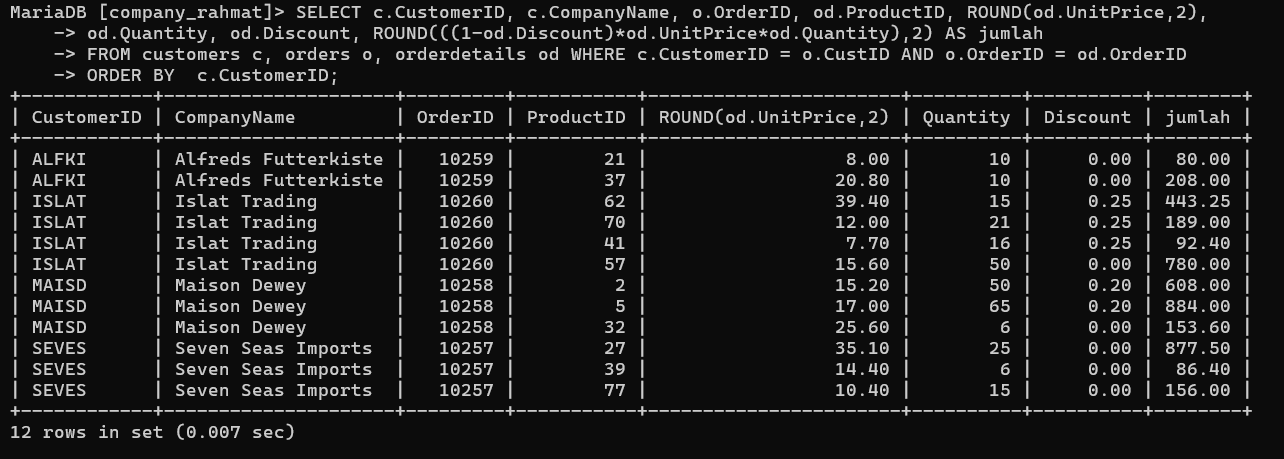 MariaDB [company_rahmat]> SELECT c.CustomerID, c.CompanyName, o.OrderID, od.ProductID, ROUND(od.UnitPrice,2),
    -> od.Quantity, od.Discount, ROUND(((1-od.Discount)*od.UnitPrice*od.Quantity),2) AS jumlah
    -> FROM customers c, orders o, orderdetails od WHERE c.CustomerID = o.CustID AND o.OrderID = od.OrderID
    -> ORDER BY  c.CustomerID;
+------------+---------------------+---------+-----------+-----------------------+----------+----------+--------+
| CustomerID | CompanyName         | OrderID | ProductID | ROUND(od.UnitPrice,2) | Quantity | Discount | jumlah |
+------------+---------------------+---------+-----------+-----------------------+----------+----------+--------+
| ALFKI      | Alfreds Futterkiste |   10259 |        21 |                  8.00 |       10 |     0.00 |  80.00 |
| ALFKI      | Alfreds Futterkiste |   10259 |        37 |                 20.80 |       10 |     0.00 | 208.00 |
| ISLAT      | Islat Trading       |   10260 |        62 |                 39.40 |       15 |     0.25 | 443.25 |
| ISLAT      | Islat Trading       |   10260 |        70 |                 12.00 |       21 |     0.25 | 189.00 |
| ISLAT      | Islat Trading       |   10260 |        41 |                  7.70 |       16 |     0.25 |  92.40 |
| ISLAT      | Islat Trading       |   10260 |        57 |                 15.60 |       50 |     0.00 | 780.00 |
| MAISD      | Maison Dewey        |   10258 |         2 |                 15.20 |       50 |     0.20 | 608.00 |
| MAISD      | Maison Dewey        |   10258 |         5 |                 17.00 |       65 |     0.20 | 884.00 |
| MAISD      | Maison Dewey        |   10258 |        32 |                 25.60 |        6 |     0.00 | 153.60 |
| SEVES      | Seven Seas Imports  |   10257 |        27 |                 35.10 |       25 |     0.00 | 877.50 |
| SEVES      | Seven Seas Imports  |   10257 |        39 |                 14.40 |        6 |     0.00 |  86.40 |
| SEVES      | Seven Seas Imports  |   10257 |        77 |                 10.40 |       15 |     0.00 | 156.00 |
+------------+---------------------+---------+-----------+-----------------------+----------+----------+--------+
12 rows in set (0.007 sec)